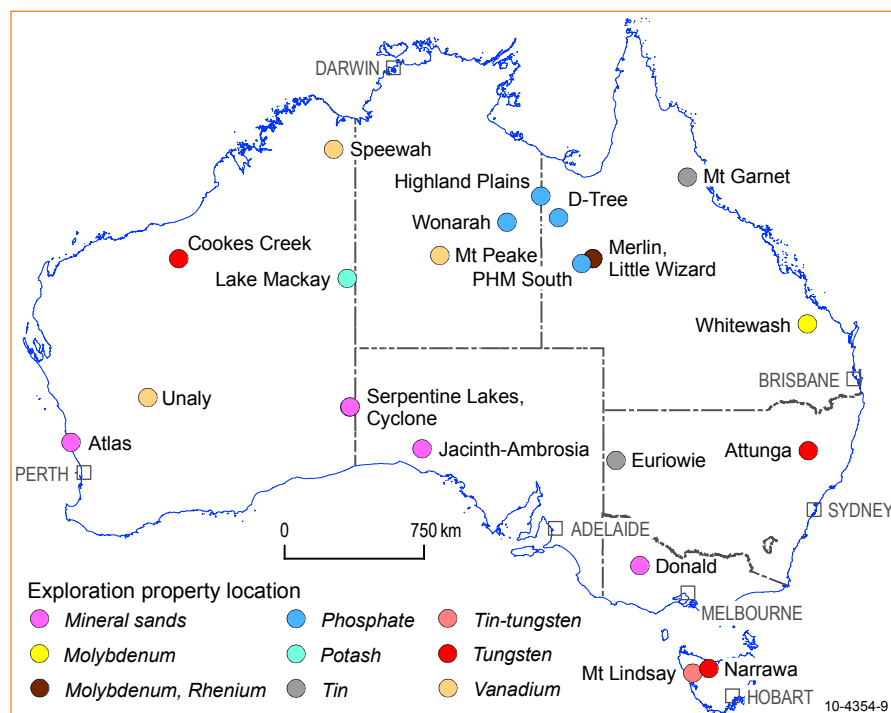 DARWIN
Speewah
Mt Garnet
Highland Plains
D-Tree
Wonarah
Cookes Creek
Mt Peake
Merlin,
Little Wizard
Lake Mackay
PHM South
Whitewash
BRISBANE
Unaly
Serpentine Lakes,
Cyclone
Atlas
Jacinth-Ambrosia
Euriowie
Attunga
PERTH
SYDNEY
0 750 km
ADELAIDE
Donald
Exploration property location
MELBOURNE
Mineral sands
Phosphate
Tin-tungsten
Molybdenum
Potash
Tungsten
Molybdenum, Rhenium
Tin
Vanadium
Mt Lindsay
Narrawa
HOBART
10-4354-9